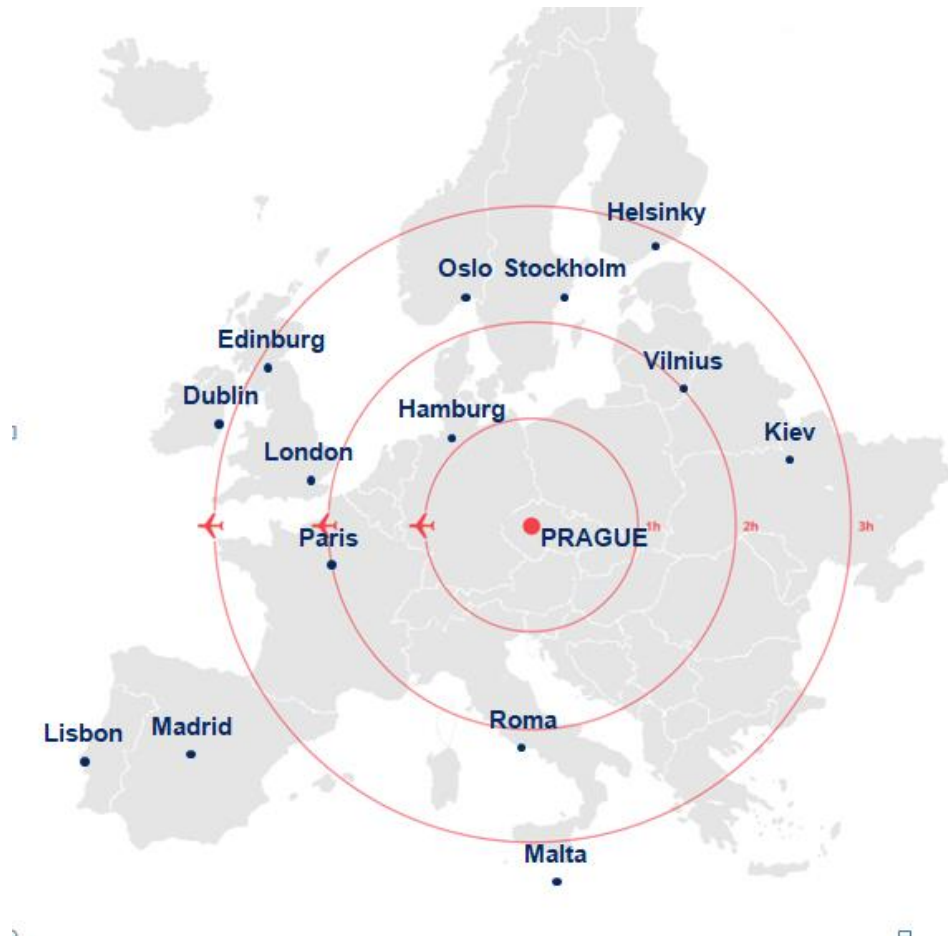 Helsinky
Oslo Stockholm
Edinburg
Vilnius
Dublin
Hamburg
Kiev
London
Paris
PRAGUE
1h
2h
3h
Roma
Lisbon
Madrid
Malta